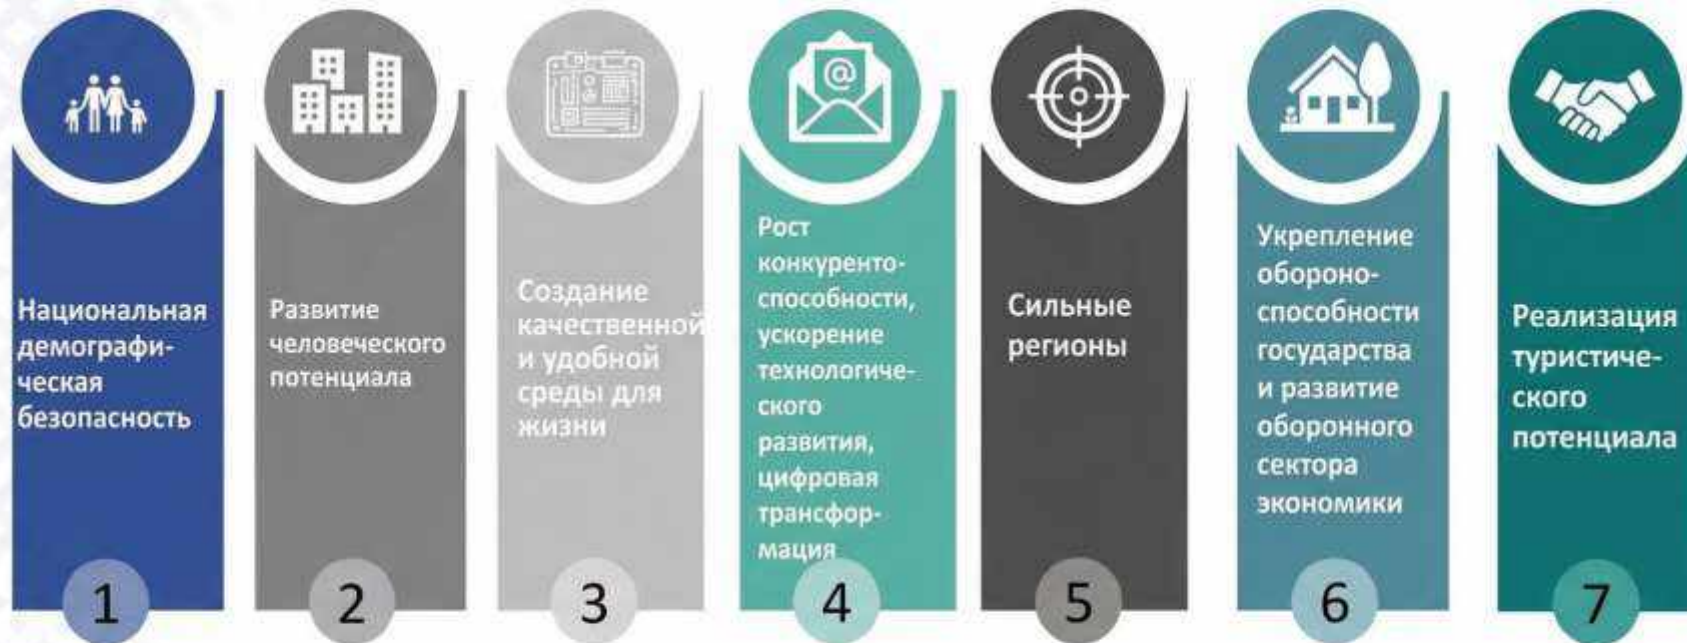 Национальная
демографи-
ческая
безопасность
1
Развитие
человеческого
потенциала
2
Создание
качественной
и удобной
среды для
жизни
3
@
Рост
конкуренто-
способности,
ускорение
технологиче-
ского
развития,
цифровая
трансфор-
мация
4
Сильные
регионы
5
Укрепление
обороно-
способности
государства
и развитие
оборонного
сектора
экономики
6
Реализация
туристиче-
ского
потенциала
7